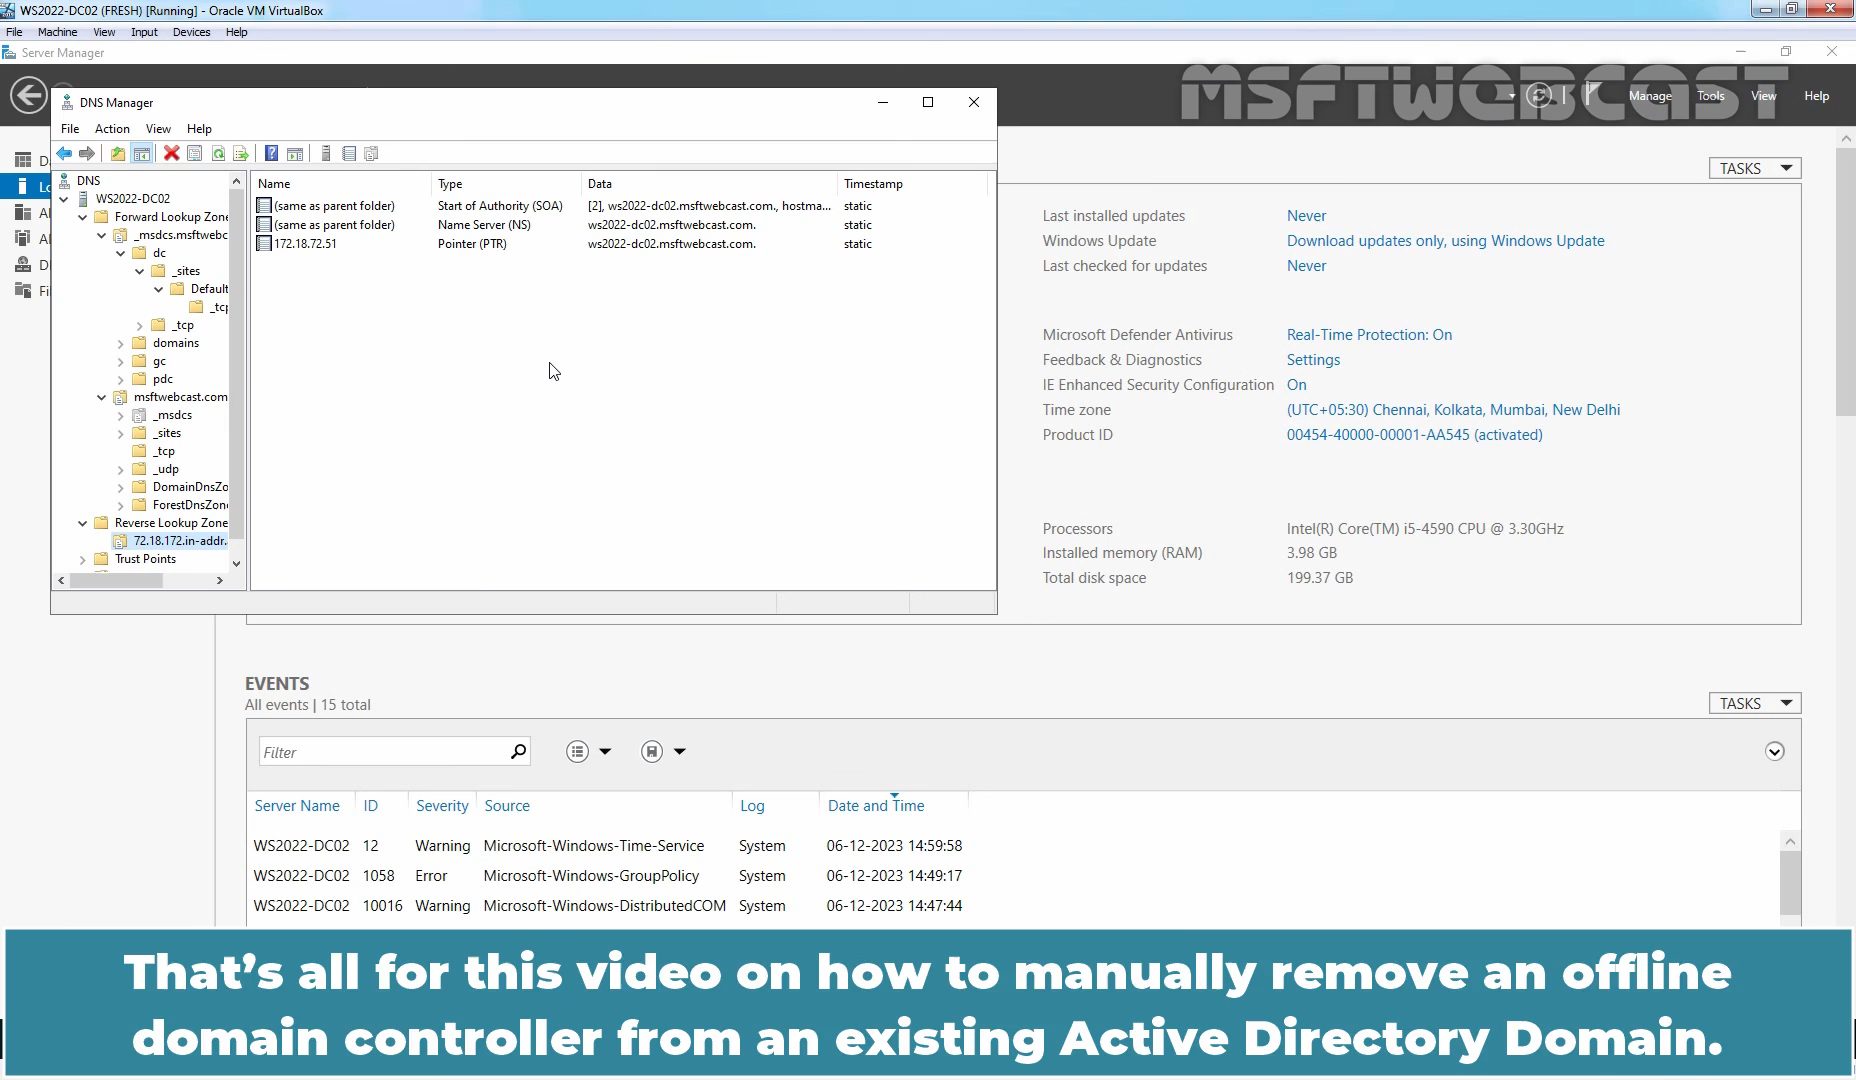 WS2022-DC02 (FRESH) [Running] - Oracle VM VirtualBox
File Machine View Input Devices Help
Server Manager
MSFTWEBCAST
Manage Tools View Help
DNS Manager
File Action View Help
DNS
WS2022-DC02
Forward Lookup Zone
_msdcs.msftwebc
dc
_sites
Default
_tcp
_tcp
domains
gc
pdc
msftwebcast.com
_msdcs
_sites
_tcp
_udp
DomainDnsZo
ForestDnsZone
Reverse Lookup Zone
72.18.172.in-addr.
Trust Points
Name Type Data Timestamp
(same as parent folder) Start of Authority (SOA) [2], ws2022-dc02.msftwebcast.com., hostma... static
(same as parent folder) Name Server (NS) ws2022-dc02.msftwebcast.com. static
172.18.72.51 Pointer (PTR) ws2022-dc02.msftwebcast.com. static
TASKS
Last installed updates Never
Windows Update Download updates only, using Windows Update
Last checked for updates Never
Microsoft Defender Antivirus Real-Time Protection: On
Feedback & Diagnostics Settings
IE Enhanced Security Configuration On
Time zone (UTC+05:30) Chennai, Kolkata, Mumbai, New Delhi
Product ID 00454-40000-00001-AA545 (activated)
Processors Intel(R) Core(TM) i5-4590 CPU @ 3.30GHz
Installed memory (RAM) 3.98 GB
Total disk space 199.37 GB
EVENTS
All events | 15 total
TASKS
Filter
Server Name ID Severity Source Log Date and Time
WS2022-DC02 12 Warning Microsoft-Windows-Time-Service System 06-12-2023 14:59:58
WS2022-DC02 1058 Error Microsoft-Windows-GroupPolicy System 06-12-2023 14:49:17
WS2022-DC02 10016 Warning Microsoft-Windows-DistributedCOM System 06-12-2023 14:47:44
That's all for this video on how to manually remove an offline
domain controller from an existing Active Directory Domain.